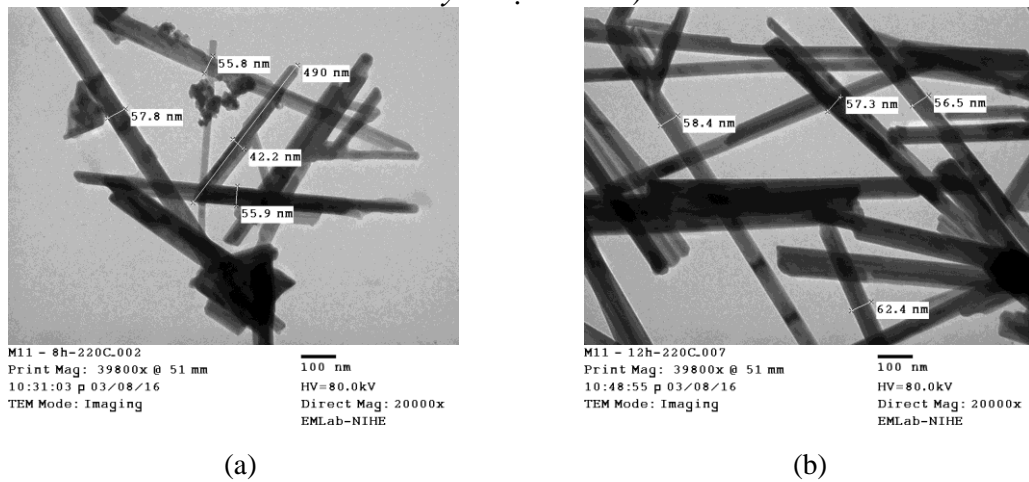 55.8 nm
490 nm
57.8 nm
42.2 nm
55.9 nm
M11 - 8h-220C_002
Print Mag: 39800x @ 51 mm
10:31:03 p 03/08/16
TEM Mode: Imaging
100 nm
HV=80.0kV
Direct Mag: 20000x
EMLab-NIHE
(a)
58.4 nm
57.3 nm
56.5 nm
62.4 nm
M11 - 12h-220C_007
Print Mag: 39800x @ 51 mm
10:48:55 p 03/08/16
TEM Mode: Imaging
100 nm
HV=80.0kV
Direct Mag: 20000x
EMLab-NIHE
(b)